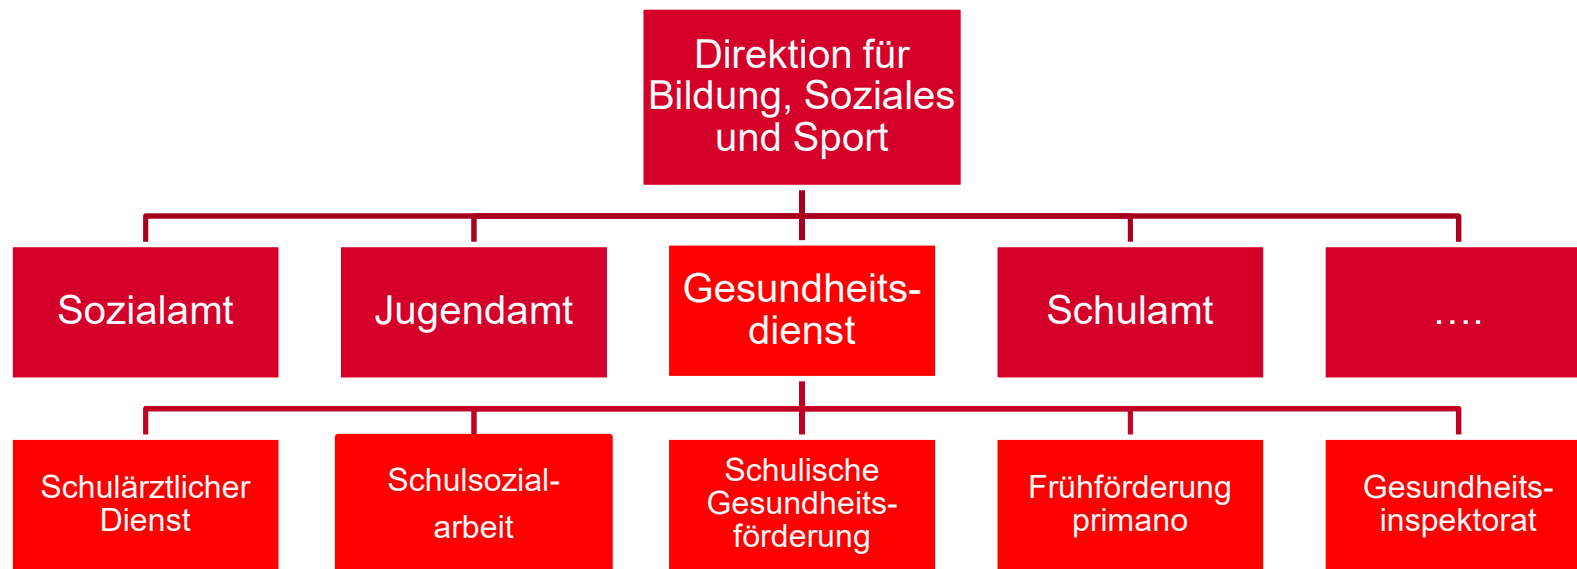 Direktion für
Bildung, Soziales
und Sport
Sozialamt
Jugendamt
Gesundheits-
dienst
Schulamt
….
Schulärztlicher
Dienst
Schulsozial-
arbeit
Schulische
Gesundheits-
förderung
Frühförderung
primano
Gesundheits-
inspektorat